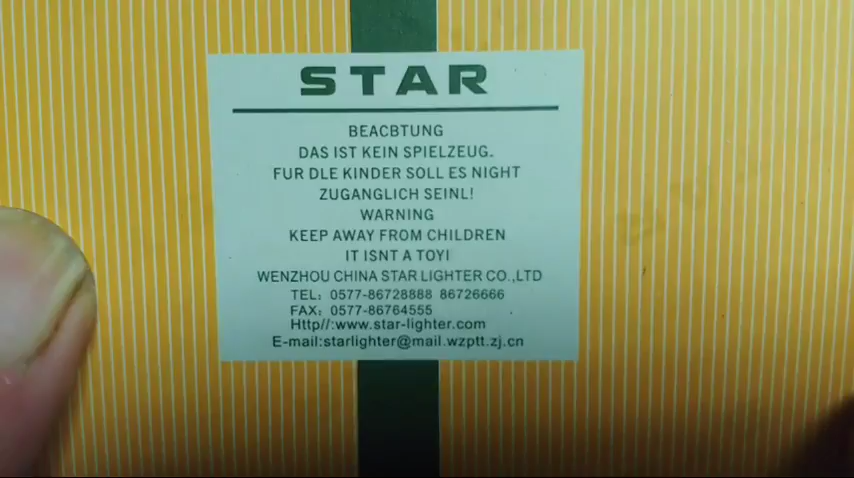 STAR
BEACBTUNG
DAS IST KEIN SPIELZEUG.
FUR DLE KINDER SOLL ES NIGHT
ZUGANGLICH SEINL!
WARNING
KEEP AWAY FROM CHILDREN
IT ISNT A TOYI
WENZHOU CHINA STAR LIGHTER CO.,LTD
TEL: 0577-86728888 86726666
FAX: 0577-86764555
Http//:www.star-lighter.com
E-mail:starlighter@mail.wzptt.zj.cn